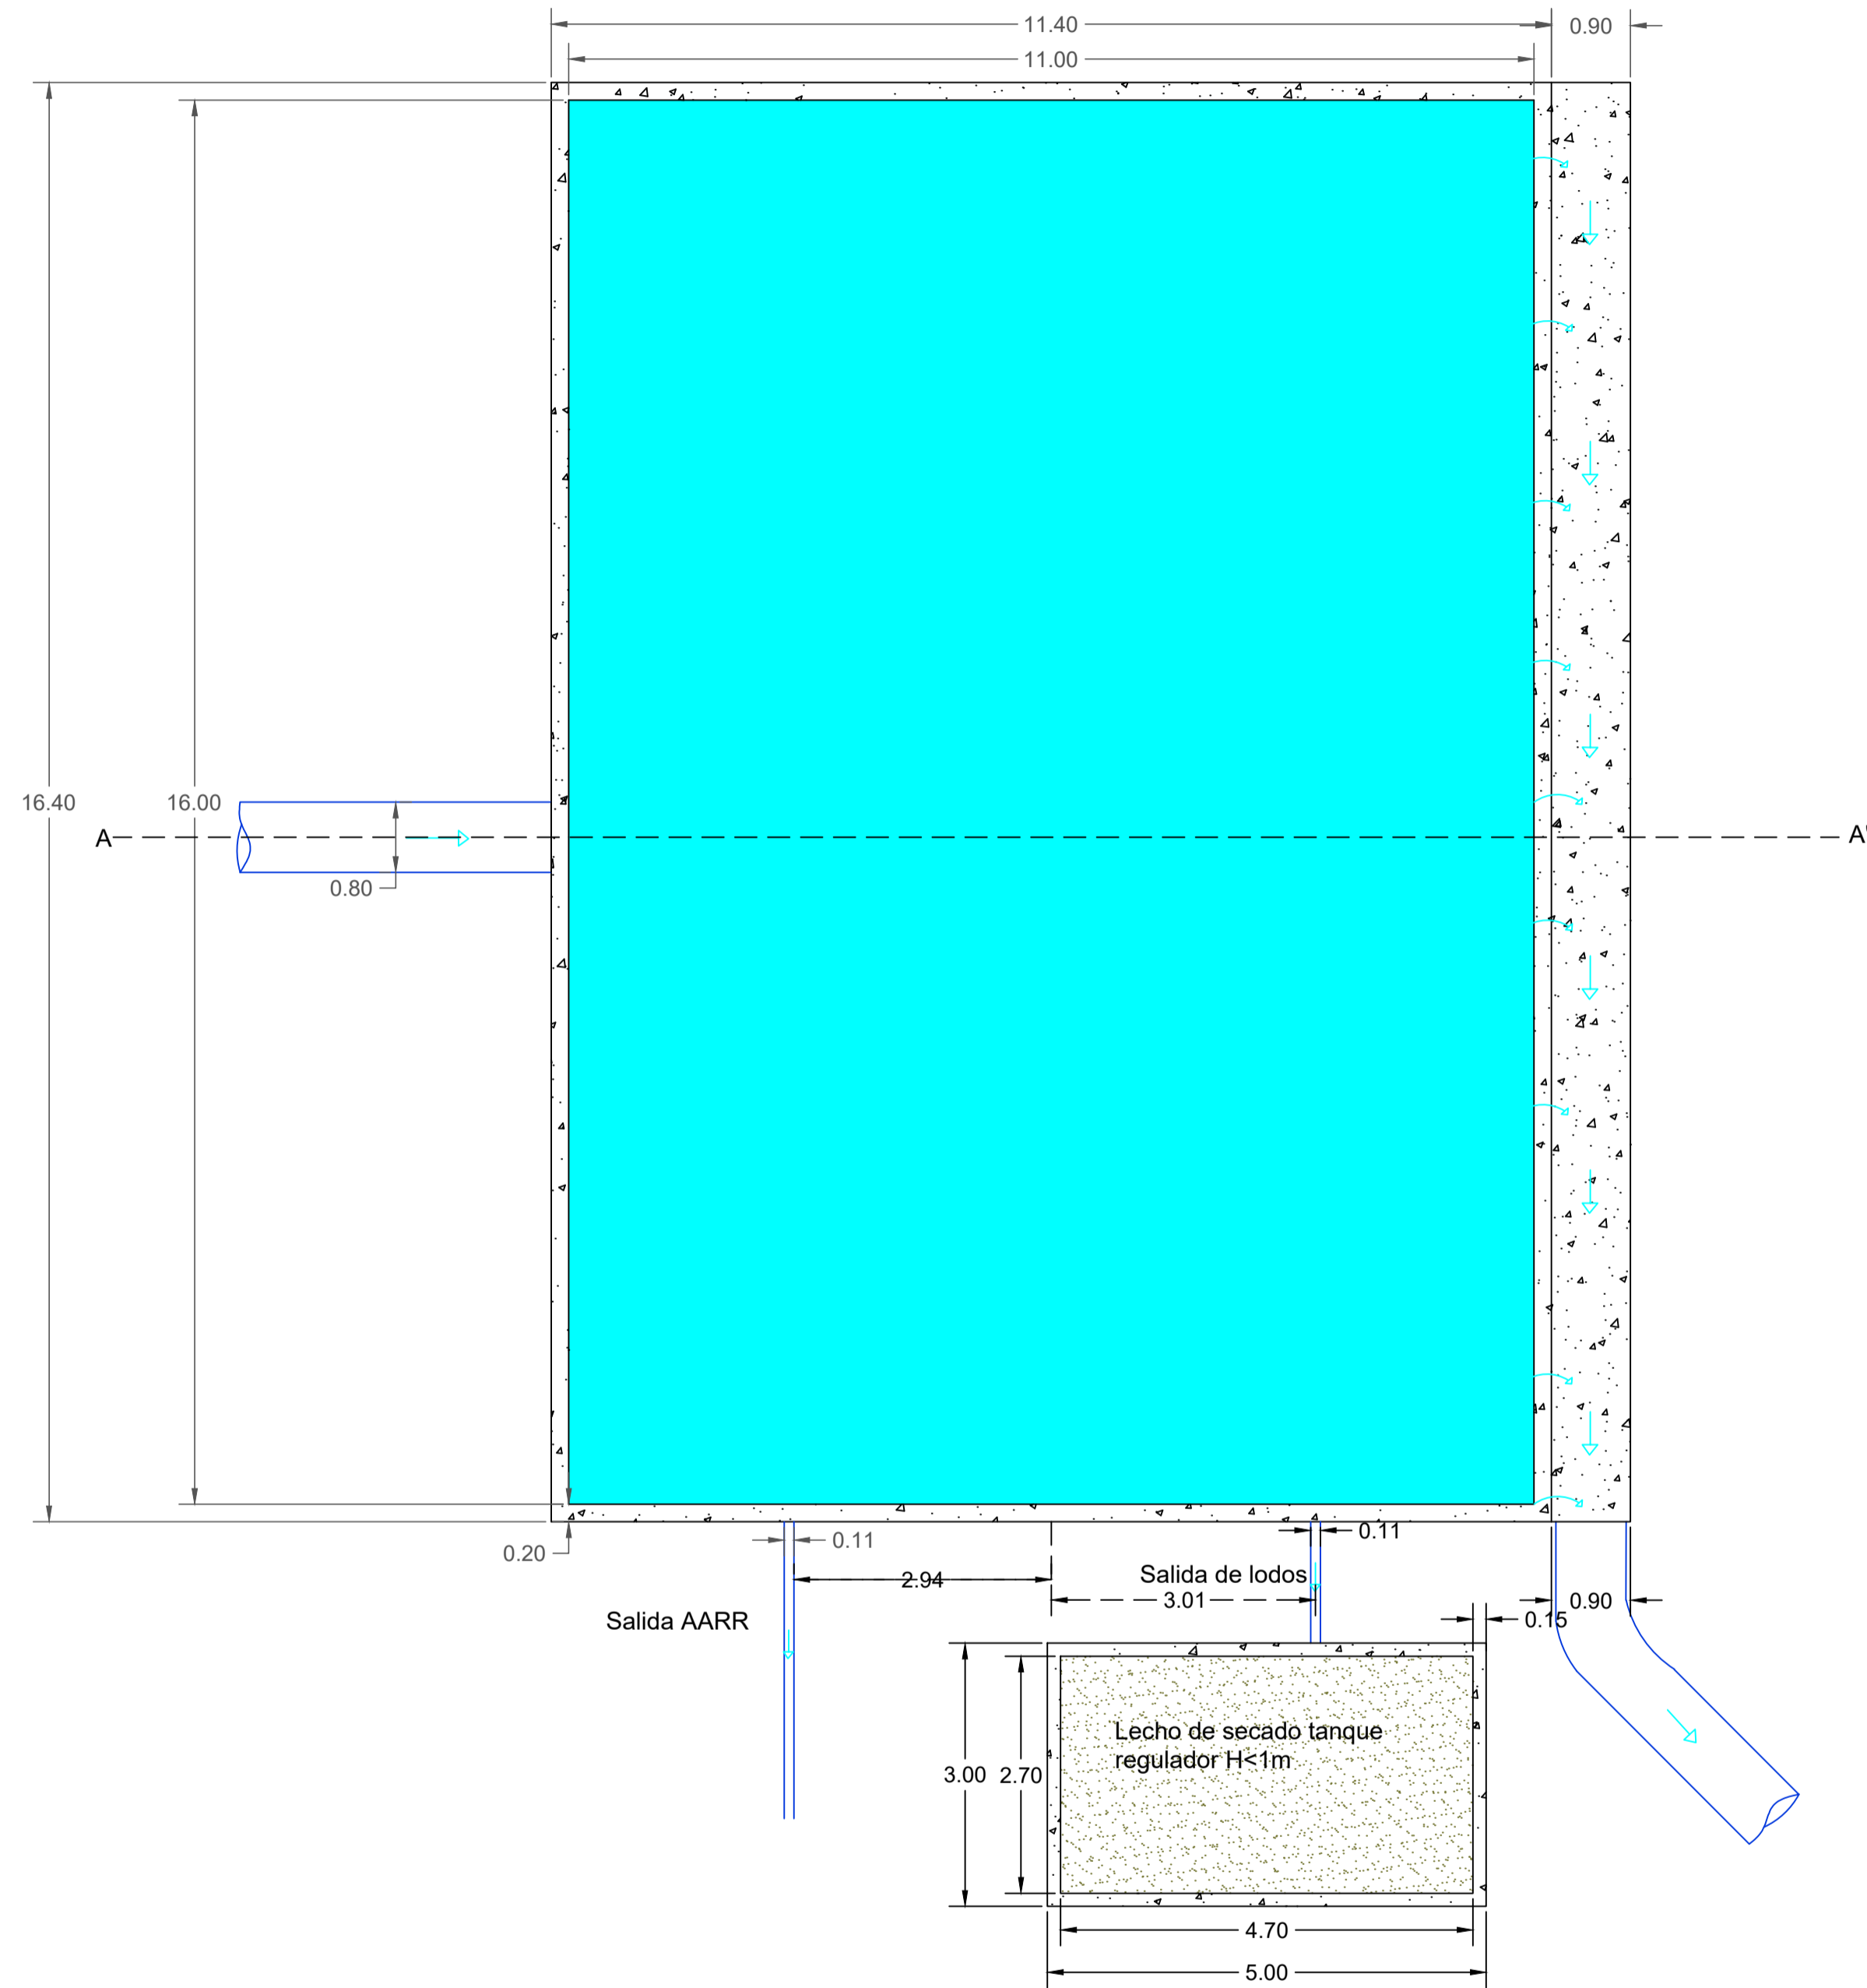 11.40
0.90
11.00
16.40
16.00
A
A'
0.80
0.20
0.11
0.11
2.94
Salida de lodos
3.01
0.90
Salida AARR
0.15
Lecho de secado tanque
regulador H<1m
3.00
2.70
4.70
5.00